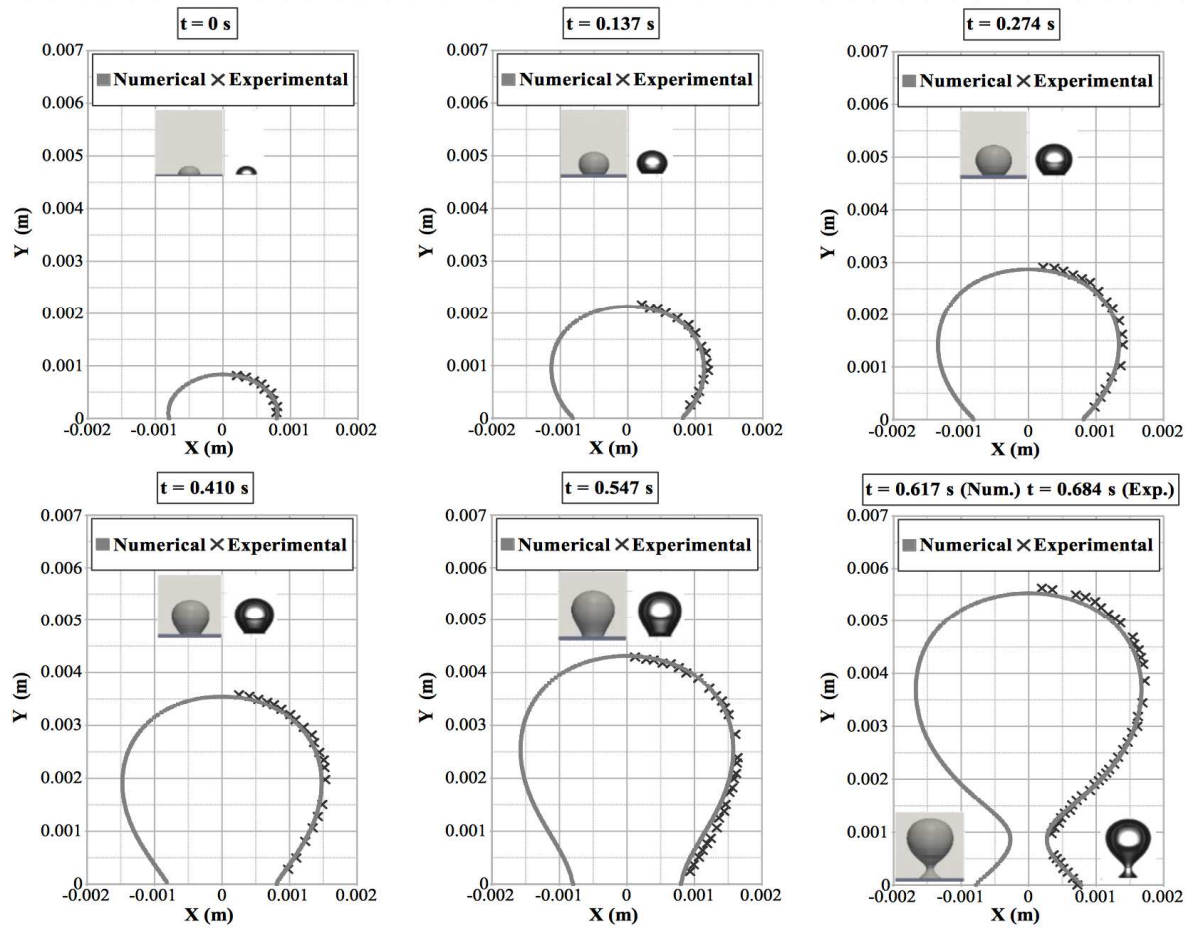 t = 0 s
0.007
Numerical × Experimental
0.006
0.005
0.004
Y (m)
0.003
0.002
0.001
0
-0.002 -0.001 0 0.001 0.002
X (m)
t = 0.137 s
0.007
Numerical × Experimental
0.006
0.005
0.004
Y (m)
0.003
0.002
0.001
0
-0.002 -0.001 0 0.001 0.002
X (m)
t = 0.274 s
0.007
Numerical × Experimental
0.006
0.005
0.004
Y (m)
0.003
0.002
0.001
0
-0.002 -0.001 0 0.001 0.002
X (m)
t = 0.410 s
0.007
Numerical × Experimental
0.006
0.005
0.004
Y (m)
0.003
0.002
0.001
0
-0.002 -0.001 0 0.001 0.002
X (m)
t = 0.547 s
0.007
Numerical × Experimental
0.006
0.005
0.004
Y (m)
0.003
0.002
0.001
0
-0.002 -0.001 0 0.001 0.002
X (m)
t = 0.617 s (Num.) t = 0.684 s (Exp.)
0.007
Numerical × Experimental
0.006
0.005
0.004
Y (m)
0.003
0.002
0.001
0
-0.002 -0.001 0 0.001 0.002
X (m)